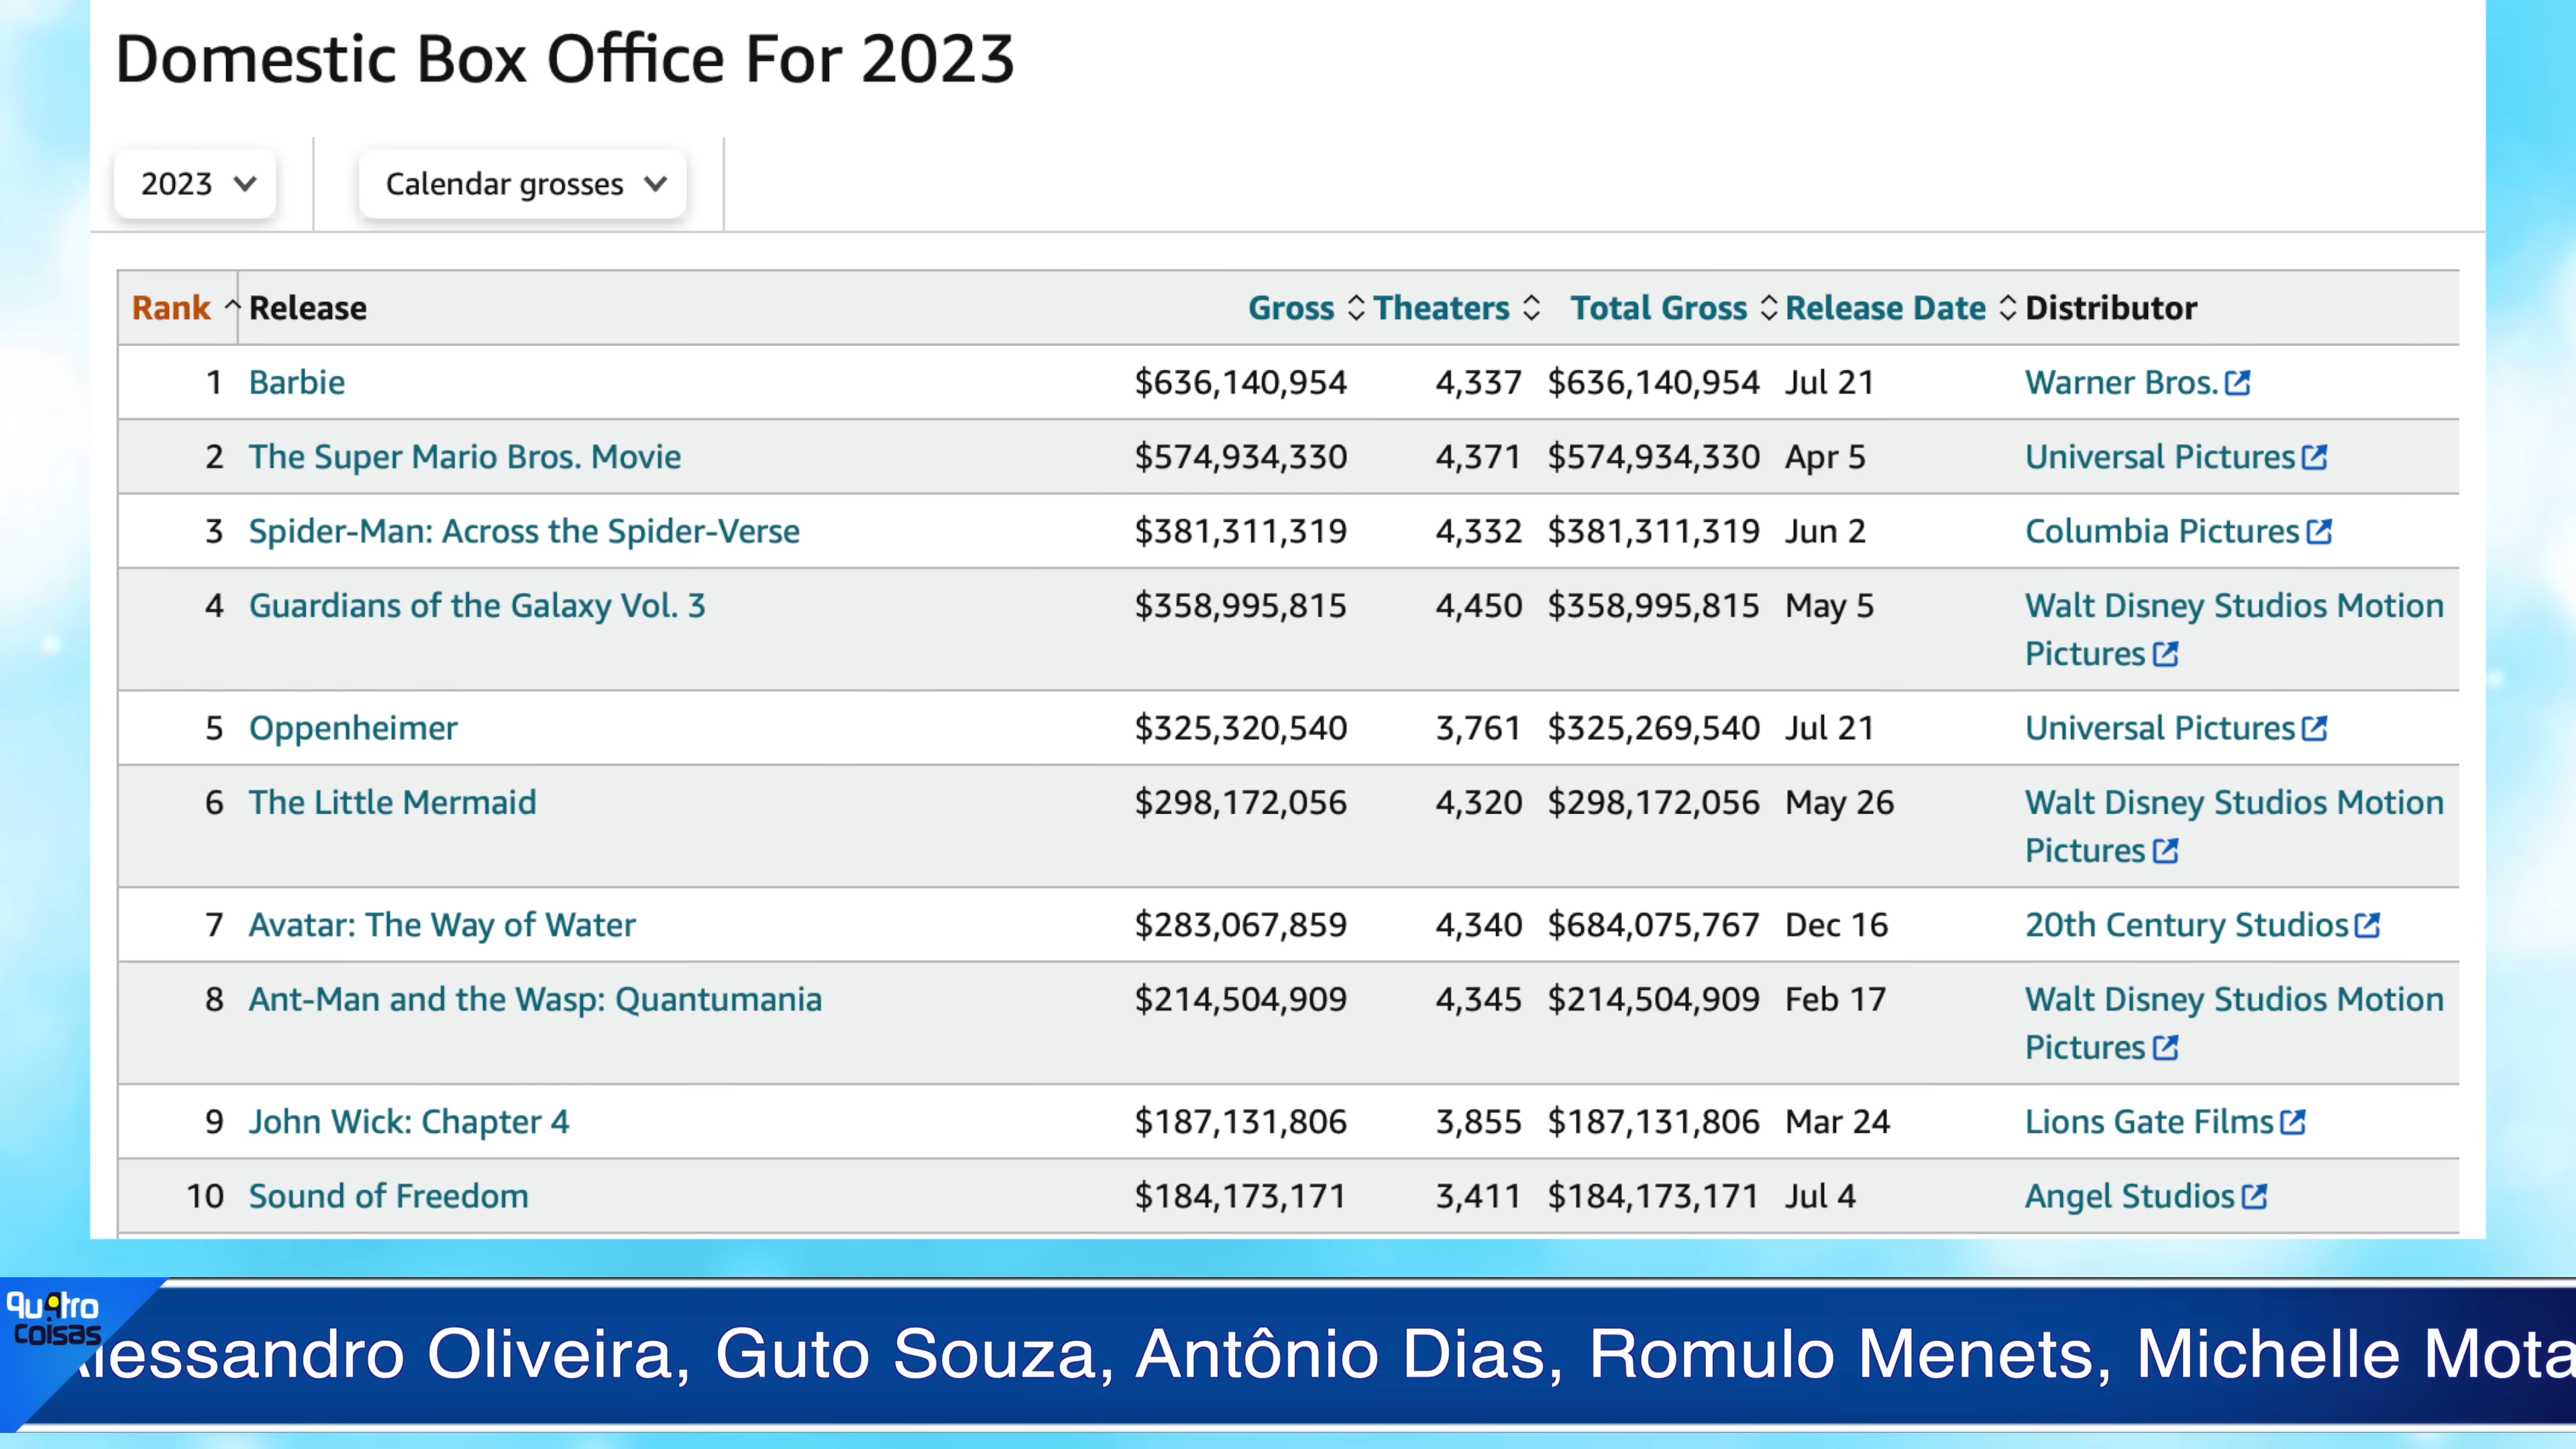 Domestic Box Office For 2023
2023 Calendar grosses
Rank Release Gross Theaters Total Gross Release Date Distributor
1 Barbie $636,140,954 4,337 $636,140,954 Jul 21 Warner Bros.
2 The Super Mario Bros. Movie $574,934,330 4,371 $574,934,330 Apr 5 Universal Pictures
3 Spider-Man: Across the Spider-Verse $381,311,319 4,332 $381,311,319 Jun 2 Columbia Pictures
4 Guardians of the Galaxy Vol. 3 $358,995,815 4,450 $358,995,815 May 5 Walt Disney Studios Motion
Pictures
5 Oppenheimer $325,320,540 3,761 $325,269,540 Jul 21 Universal Pictures
6 The Little Mermaid $298,172,056 4,320 $298,172,056 May 26 Walt Disney Studios Motion
Pictures
7 Avatar: The Way of Water $283,067,859 4,340 $684,075,767 Dec 16 20th Century Studios
8 Ant-Man and the Wasp: Quantumania $214,504,909 4,345 $214,504,909 Feb 17 Walt Disney Studios Motion
Pictures
9 John Wick: Chapter 4 $187,131,806 3,855 $187,131,806 Mar 24 Lions Gate Films
10 Sound of Freedom $184,173,171 3,411 $184,173,171 Jul 4 Angel Studios
qu4tro
coisas
lessandro Oliveira, Guto Souza, Antônio Dias, Romulo Menets, Michelle Mota